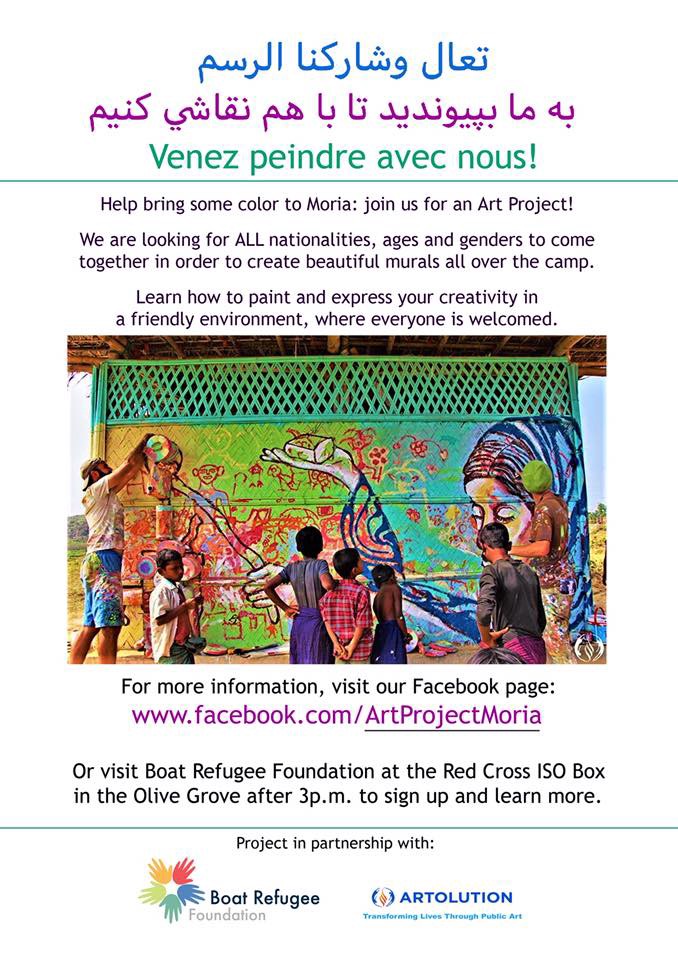 تعال وشاركنا الرسم
به ما بپیوندید تا با هم نقاشي کنیم
Venez peindre avec nous!
Help bring some color to Moria: join us for an Art Project!
We are looking for ALL nationalities, ages and genders to come
together in order to create beautiful murals all over the camp.
Learn how to paint and express your creativity in
a friendly environment, where everyone is welcomed.
For more information, visit our Facebook page:
www.facebook.com/ArtProjectMoria
Or visit Boat Refugee Foundation at the Red Cross ISO Box
in the Olive Grove after 3p.m. to sign up and learn more.
Project in partnership with:
Boat Refugee
Foundation
ARTOLUTION
Transforming Lives Through Public Art